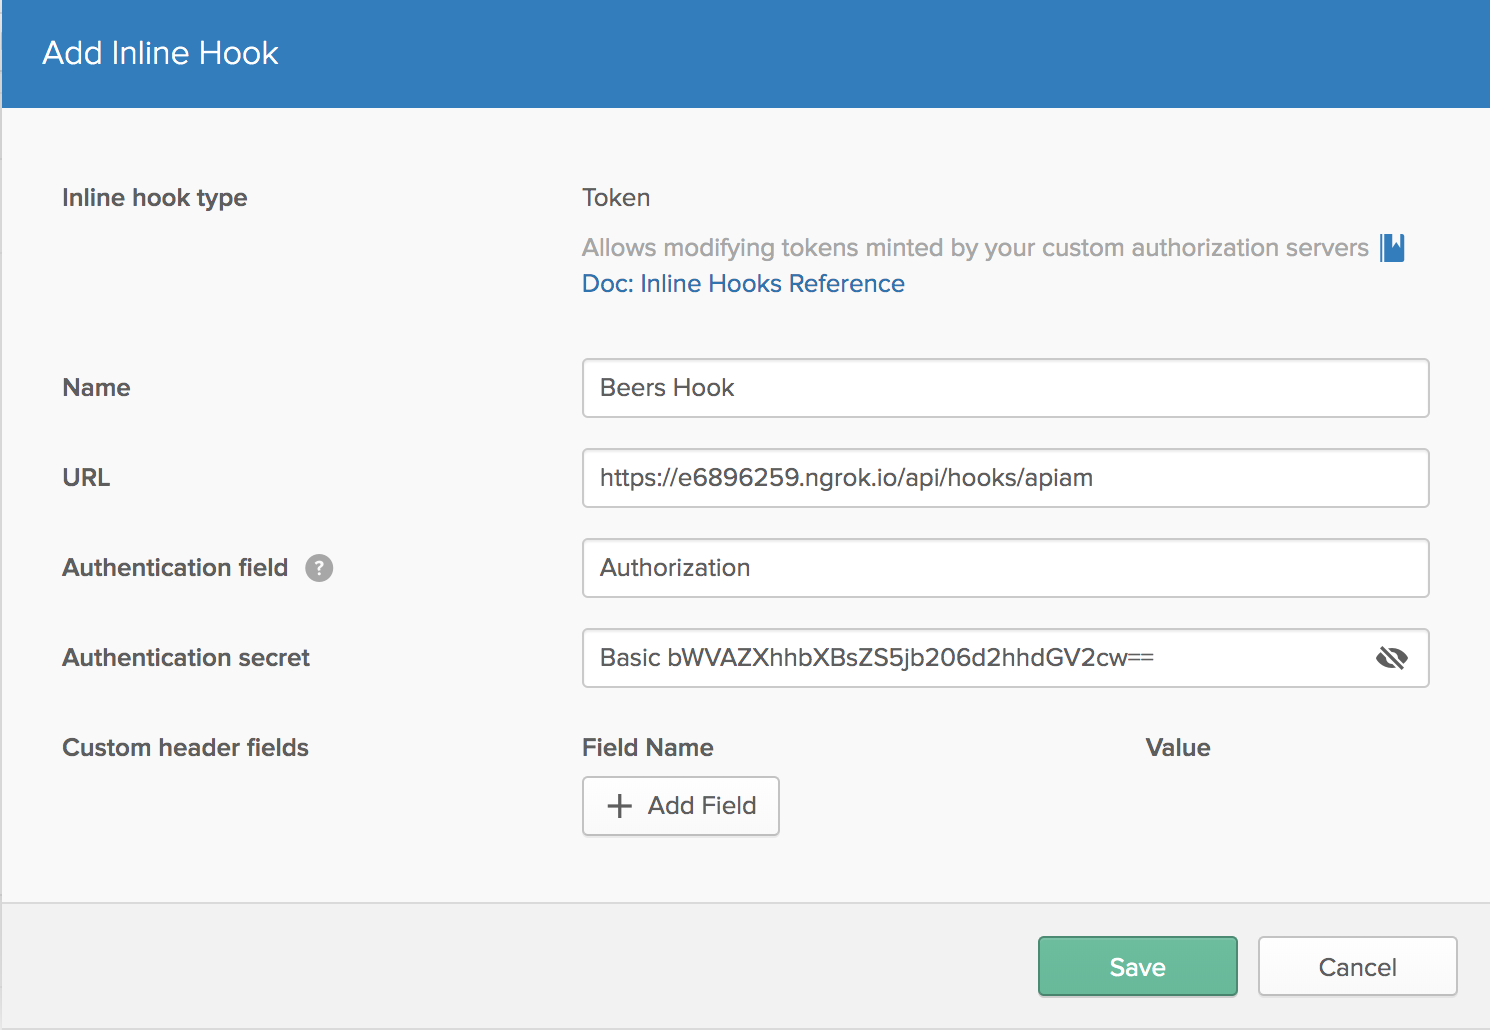 Add Inline Hook
Inline hook type
Token
Allows modifying tokens minted by your custom authorization servers
Doc: Inline Hooks Reference
Name
Beers Hook
URL
https://e6896259.ngrok.io/api/hooks/apiam
Authentication field ?
Authorization
Authentication secret
Basic bWVAZXhhbXBsZS5jb206d2hhdGV2cw==
Custom header fields
Field Name
Value
+ Add Field
Save
Cancel